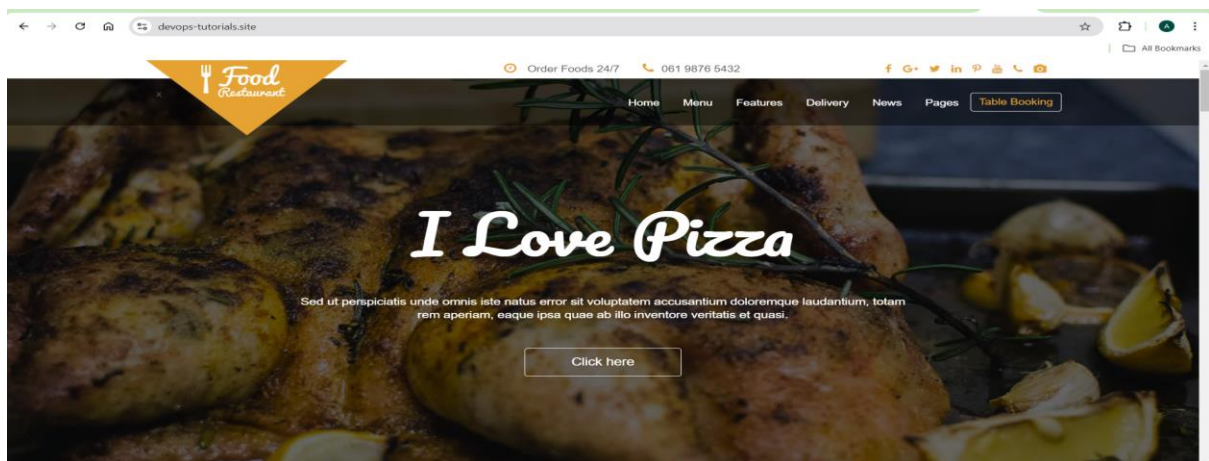 devops-tutorials.site
A
All Bookmarks
Food
Restaurant
Order Foods 24/7 061 9876 5432
Home Menu Features Delivery News Pages Table Booking
I Love Pizza
Sed ut perspiciatis unde omnis iste natus error sit voluptatem accusantium doloremque laudantium, totam
rem aperiam, eaque ipsa quae ab illo inventore veritatis et quasi.
Click here